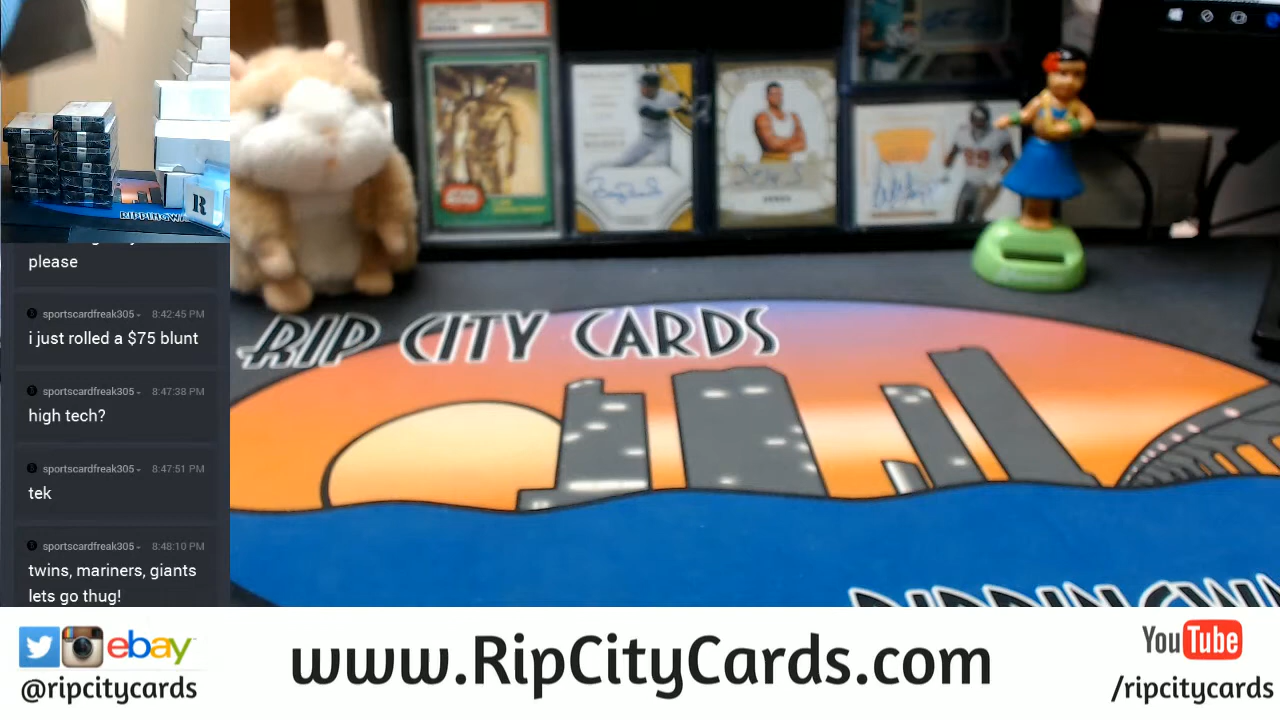 please
sportscardfreak305
8:42:45 PM
i just rolled a $75 blunt
sportscardfreak305
8:47:38 PM
high tech?
sportscardfreak305
8:47:51 PM
tek
sportscardfreak305
8:48:10 PM
twins, mariners, giants
lets go thug!
RIP CITY CARDS
R
ebay
@ripcitycards
www.RipCityCards.com
YouTube
/ripcitycards